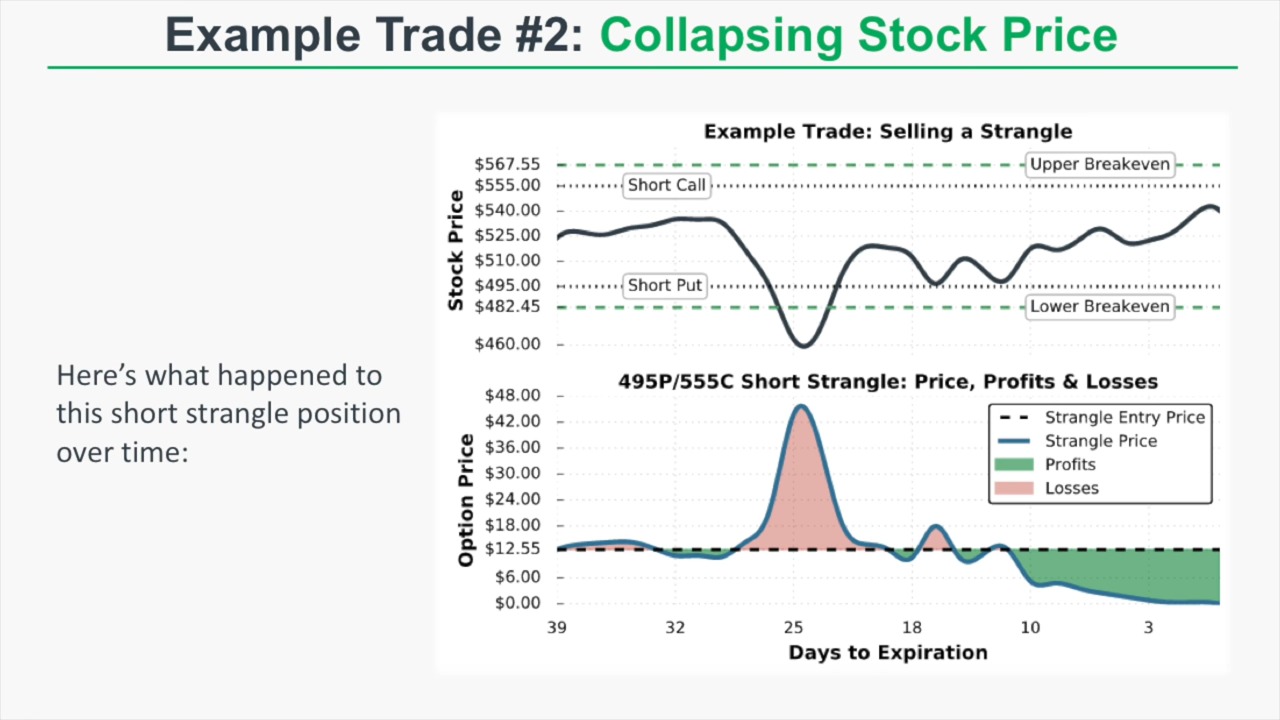 Example Trade #2: Collapsing Stock Price
Here’s what happened to
this short strangle position
over time:
Example Trade: Selling a Strangle
Stock Price
$567.55
$555.00
$540.00
$525.00
$510.00
$495.00
$482.45
$460.00
Upper Breakeven
Short Call
Short Put
Lower Breakeven
495P/555C Short Strangle: Price, Profits & Losses
Option Price
$48.00
$42.00
$36.00
$30.00
$24.00
$18.00
$12.55
$6.00
$0.00
Strangle Entry Price
Strangle Price
Profits
Losses
39 32 25 18 10 3
Days to Expiration